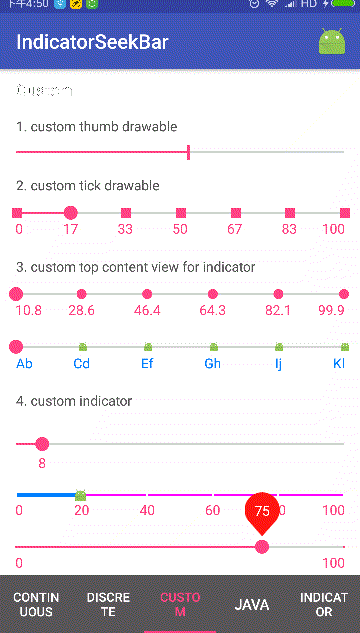 下午4:50 HD
IndicatorSeekBar
Custom
1. custom thumb drawable
2. custom tick drawable
0 17 33 50 67 83 100
3. custom top content view for indicator
10.8 28.6 46.4 64.3 82.1 99.9
Ab Cd Ef Gh Ij Kl
4. custom indicator
8
75
0 20 40 60 100
0 100
CONTIN
UOUS
DISCRE
TE
CUSTO
M
JAVA
INDICAT
OR